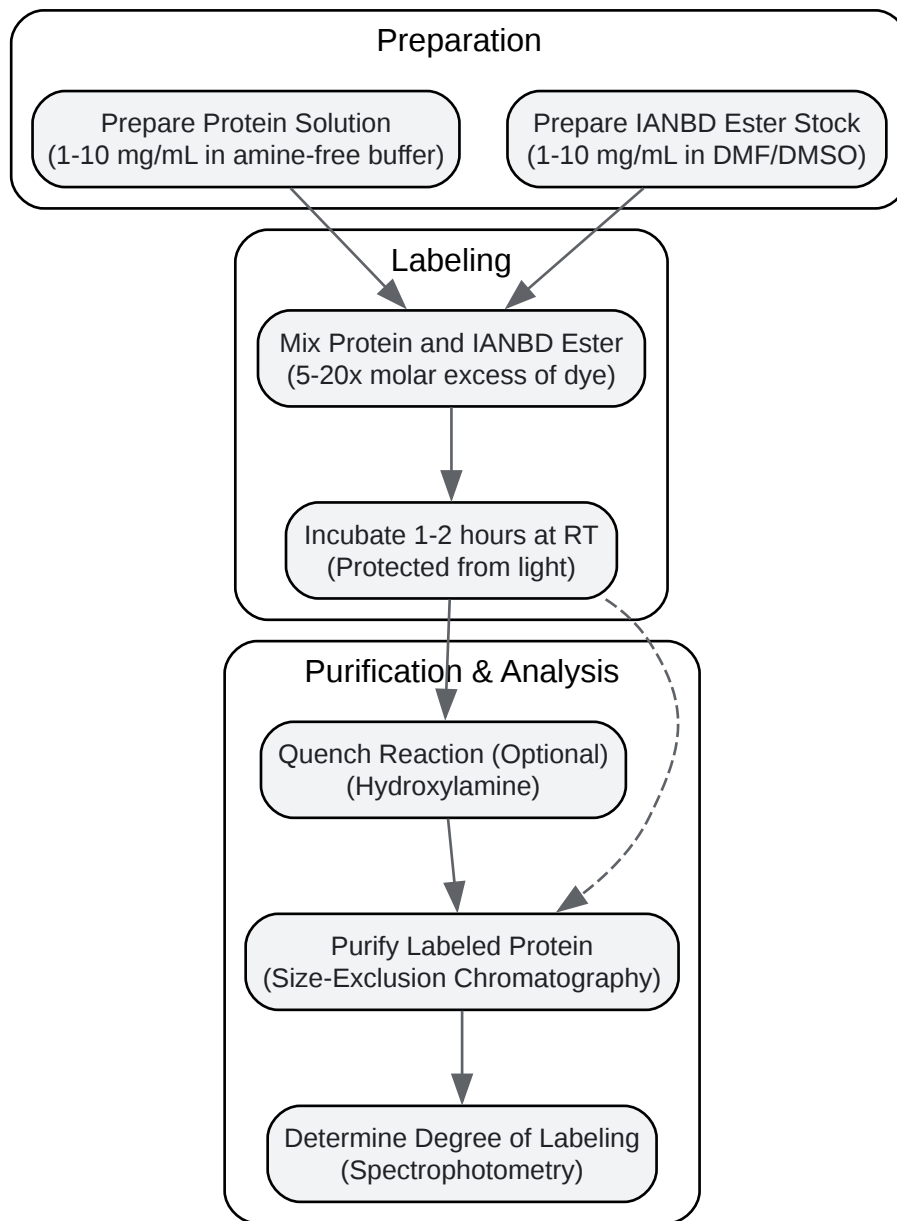 Preparation
Prepare Protein Solution
(1-10 mg/mL in amine-free buffer)
Prepare IANBD Ester Stock
(1-10 mg/mL in DMF/DMSO)
Labeling
Mix Protein and IANBD Ester
(5-20x molar excess of dye)
Incubate 1-2 hours at RT
(Protected from light)
Purification & Analysis
Quench Reaction (Optional)
(Hydroxylamine)
Purify Labeled Protein
(Size-Exclusion Chromatography)
Determine Degree of Labeling
(Spectrophotometry)